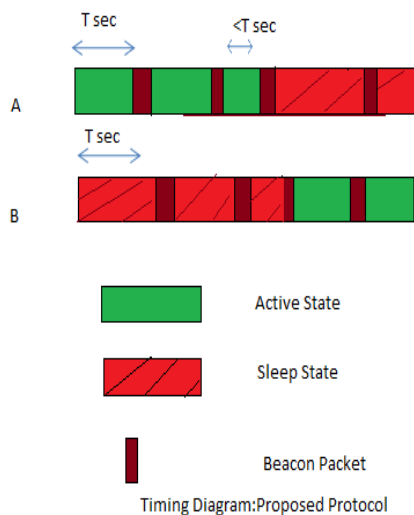 T sec
<T sec
A
T sec
B
Active State
Sleep State
Beacon Packet
Timing Diagram:Proposed Protocol